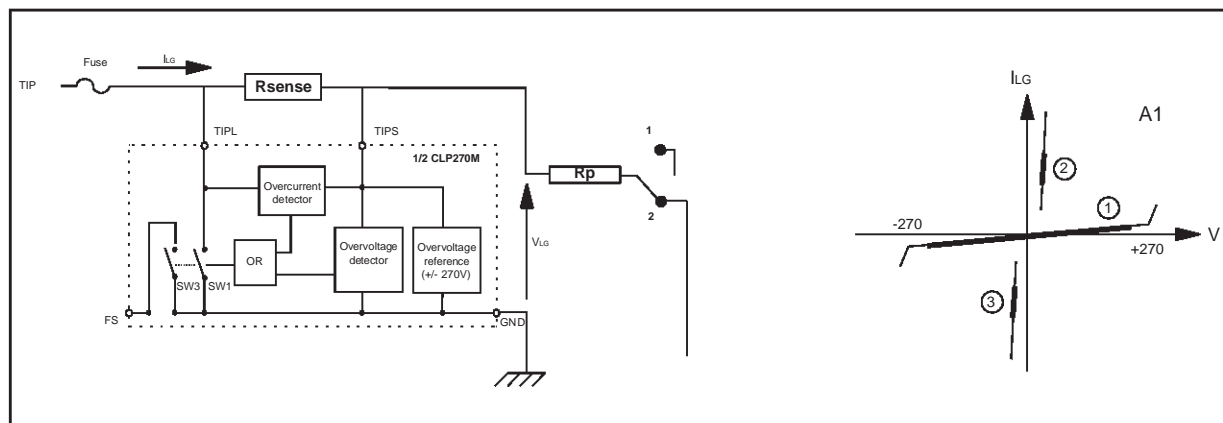 Fuse
ILG
TIP
Rsense
TIPL
TIPS
1/2 CLP270M
Overcurrent
detector
OR
Overvoltage
detector
Overvoltage
reference
(+/- 270V)
SW3
SW1
FS
GND
VLG
Rp
1
2
ILG
A1
2
1
-270
+270
V
3